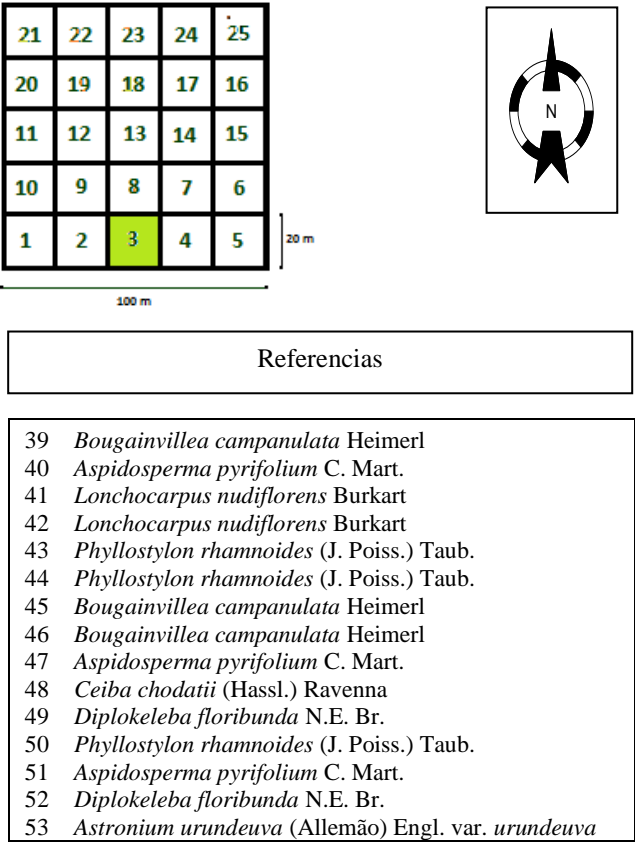 21 22 23 24 25
20 19 18 17 16
11 12 13 14 15
10 9 8 7 6
1 2 3 4 5
20 m
100 m
N
Referencias
39 Bougainvillea campanulata Heimerl
40 Aspidosperma pyrifolium C. Mart.
41 Lonchocarpus nudiflorens Burkart
42 Lonchocarpus nudiflorens Burkart
43 Phyllostylon rhamnoides (J. Poiss.) Taub.
44 Phyllostylon rhamnoides (J. Poiss.) Taub.
45 Bougainvillea campanulata Heimerl
46 Bougainvillea campanulata Heimerl
47 Aspidosperma pyrifolium C. Mart.
48 Ceiba chodatii (Hassl.) Ravenna
49 Diplokeleba floribunda N.E. Br.
50 Phyllostylon rhamnoides (J. Poiss.) Taub.
51 Aspidosperma pyrifolium C. Mart.
52 Diplokeleba floribunda N.E. Br.
53 Astronium urundeuva (Allemão) Engl. var. urundeuva